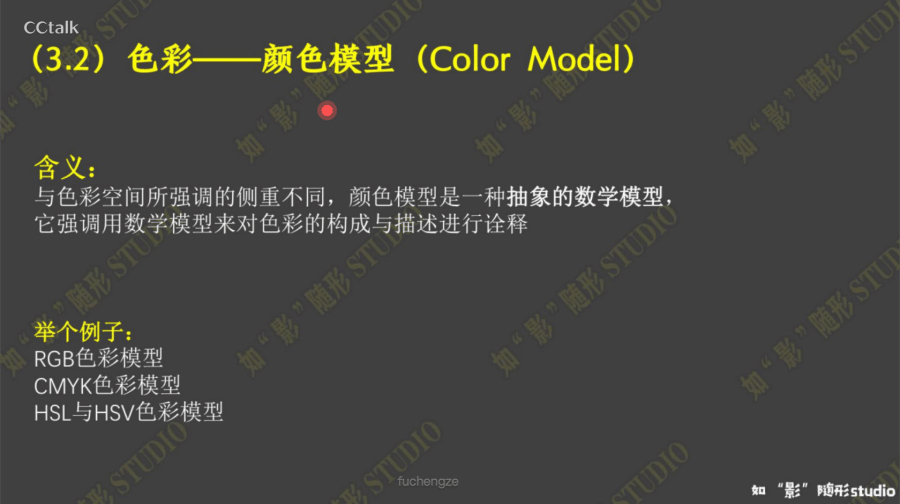 CCtalk
（3.2）色彩——颜色模型（Color Model）
含义：
与色彩空间所强调的侧重不同，颜色模型是一种抽象的数学模型，
它强调用数学模型来对色彩的构成与描述进行诠释
举个例子：
RGB色彩模型
CMYK色彩模型
HSL与HSV色彩模型
fuchengze
如“影”随形studio
如“影”随形 STUDIO